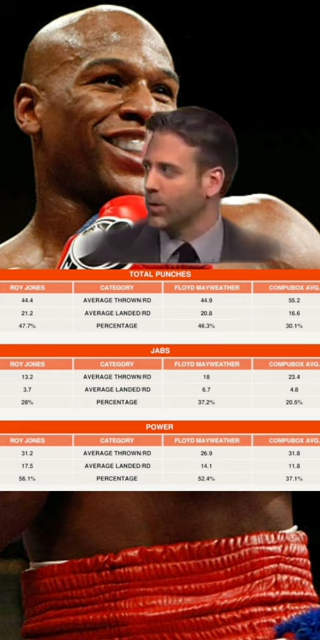 TOTAL PUNCHES
ROY JONES CATEGORY FLOYD MAYWEATHER COMPUBOX AVG.
44.4 AVERAGE THROWN/RD 44.9 55.2
21.2 AVERAGE LANDED/RD 20.8 16.6
47.7% PERCENTAGE 46.3% 30.1%
JABS
ROY JONES CATEGORY FLOYD MAYWEATHER COMPUBOX AVG.
13.2 AVERAGE THROWN/RD 18 23.4
3.7 AVERAGE LANDED/RD 6.7 4.8
28% PERCENTAGE 37.2% 20.5%
POWER
ROY JONES CATEGORY FLOYD MAYWEATHER COMPUBOX AVG.
31.2 AVERAGE THROWN/RD 26.9 31.8
17.5 AVERAGE LANDED/RD 14.1 11.8
56.1% PERCENTAGE 52.4% 37.1%